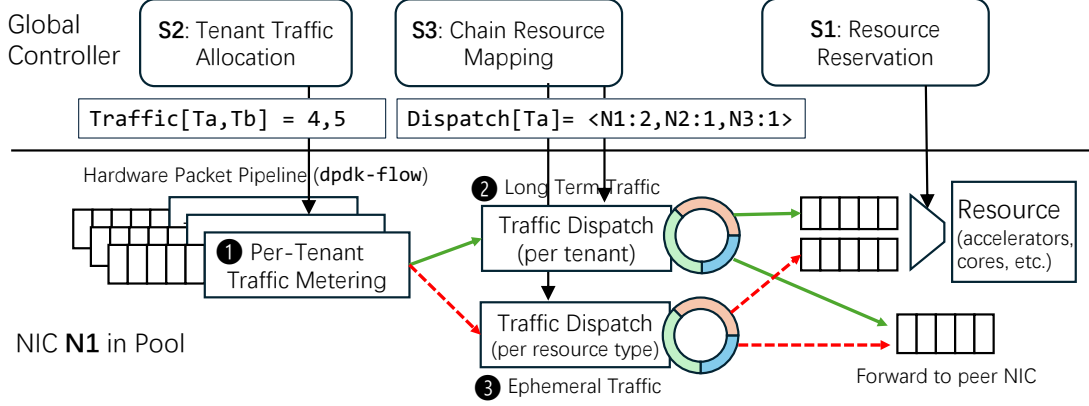 Global
Controller
S2: Tenant Traffic
Allocation
S3: Chain Resource
Mapping
S1: Resource
Reservation
Traffic[Ta,Tb] = 4,5
Dispatch[Ta]= <N1:2,N2:1,N3:1>
Hardware Packet Pipeline (dpdk-flow)
2 Long Term Traffic
1 Per-Tenant
Traffic Metering
Traffic Dispatch
(per tenant)
Resource
(accelerators,
cores, etc.)
NIC N1 in Pool
Traffic Dispatch
(per resource type)
3 Ephemeral Traffic
Forward to peer NIC